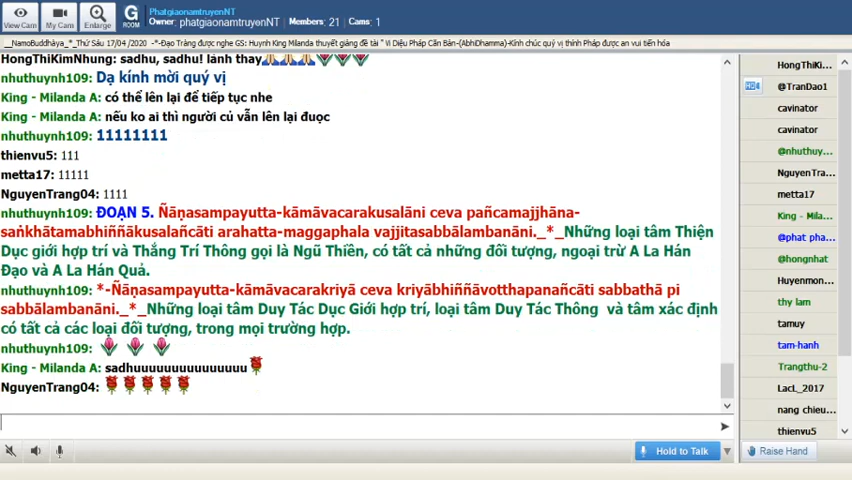 View Cam
My Cam
Enlarge
G
ROOM
PhatgiaonamtruyenNT
Owner: phatgiaonamtruyenNT Members: 21 Cams: 1
__NamoBuddhàya_*_Thứ Sáu 17/04 /2020 -*-Đạo Tràng được nghe GS: Huynh King Milanda thuyết giảng đề tài " Vi Diệu Pháp Căn Bản-(AbhiDhamma)-Kính chúc quý vị thính Pháp được an vui tiến hóa
HongThiKimNhung: sadhu, sadhu! lành thay
nhuthuynh109: Dạ kính mời quý vị
King - Milanda A: có thể lên lại để tiếp tục nhe
King - Milanda A: nếu ko ai thì người củ vẫn lên lại đuọc
nhuthuynh109: 11111111
thienvu5: 111
metta17: 11111
NguyenTrang04: 1111
nhuthuynh109: ĐOẠN 5. Ñāṇasampayutta-kāmāvacarakusalāni ceva pañcamajjhāna-
saṅkhātamabhiññākusalañcāti arahatta-maggaphala vajjitasabbālambanāni._*_Những loại tâm Thiện
Dục giới hợp trí và Thắng Trí Thông gọi là Ngũ Thiền, có tất cả những đối tượng, ngoại trừ A La Hán
Đạo và A La Hán Quả.
nhuthuynh109: *-Ñāṇasampayutta-kāmāvacarakriyā ceva kriyābhiññāvotthapanañcāti sabbathā pi
sabbālambanāni._*_Những loại tâm Duy Tác Dục Giới hợp trí, loại tâm Duy Tác Thông và tâm xác định
có tất cả các loại đối tượng, trong mọi trường hợp.
nhuthuynh109:
King - Milanda A: sadhuuuuuuuuuuuuuuu
NguyenTrang04:
HongThiKi...
@TranDao1
cavinator
cavinator
@nhuthuy...
NguyenTra...
metta17
King - Mila...
@phat pha...
@hongnhat
Huyenmon...
thy lam
tamuy
tam-hanh
Trangthu-2
LacL_2017
nang chieu...
thienvu5
Hold to Talk
Raise Hand